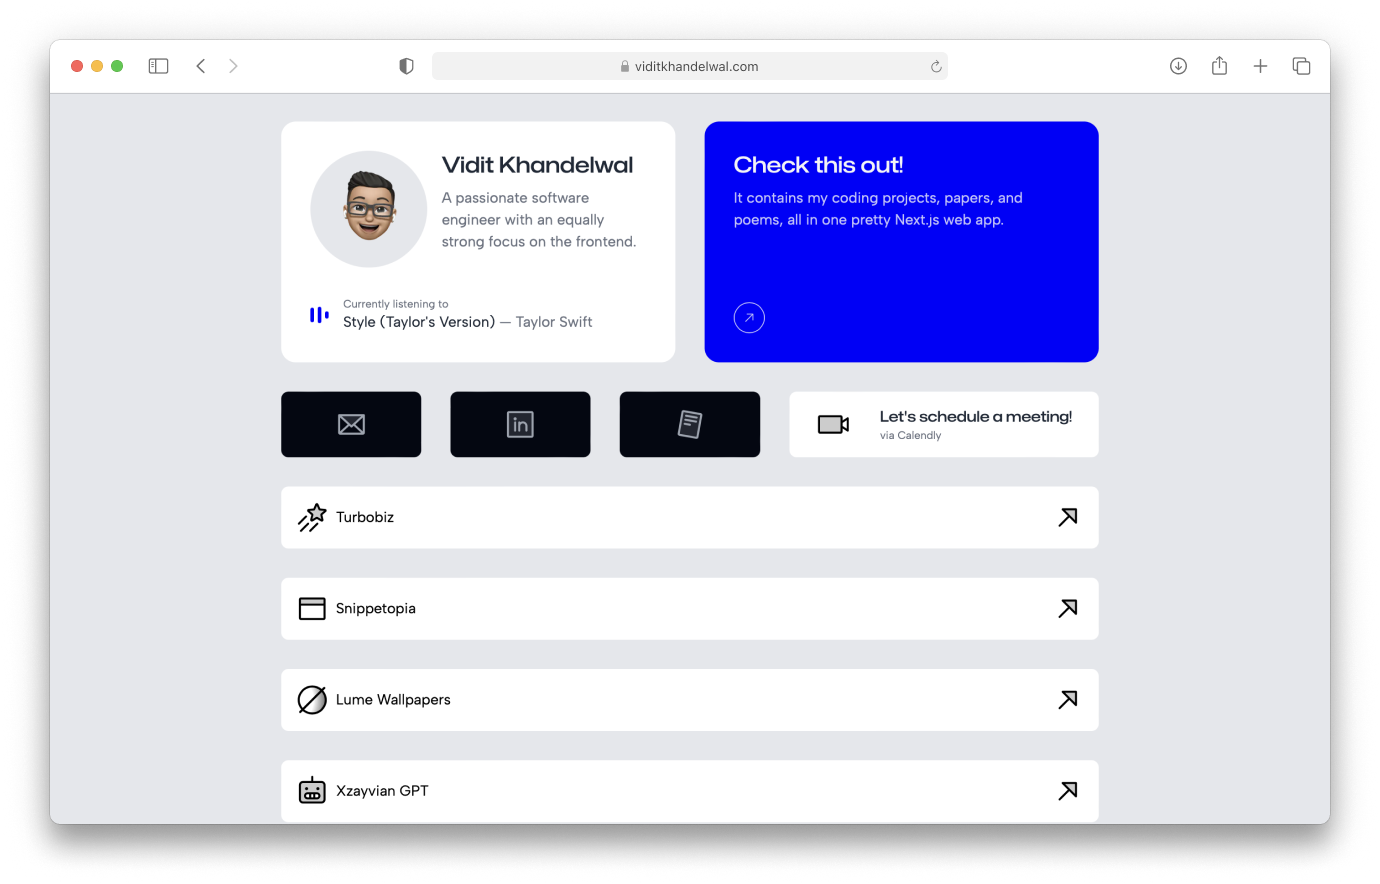 viditkhandelwal.com
Vidit Khandelwal
A passionate software
engineer with an equally
strong focus on the frontend.
Currently listening to
Style (Taylor's Version) — Taylor Swift
Check this out!
It contains my coding projects, papers, and
poems, all in one pretty Next.js web app.
in
Let's schedule a meeting!
via Calendly
Turbobiz
Snippetopia
Lume Wallpapers
Xzayvian GPT